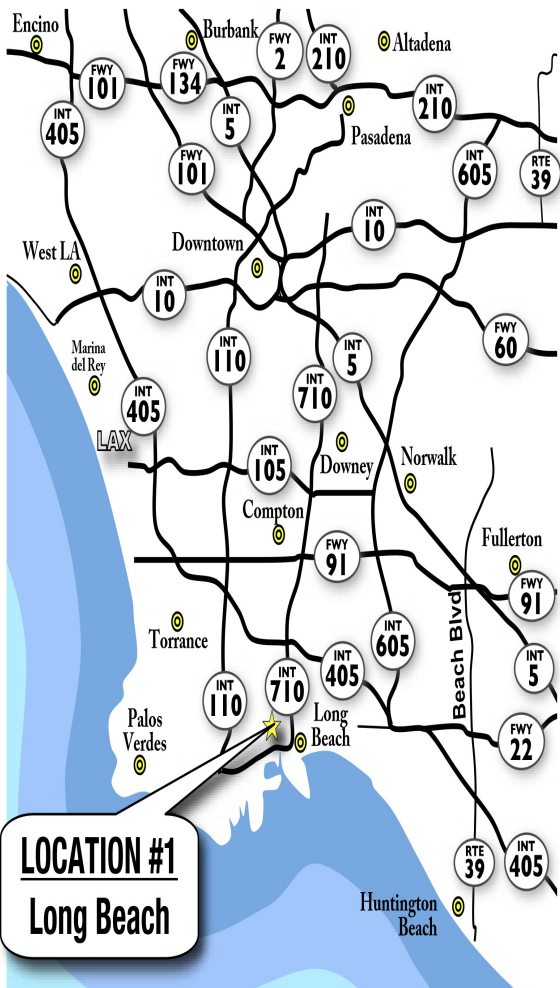 Encino
Burbank
FWY
2
INT
210
Altadena
FWY
101
FWY
134
INT
5
INT
210
INT
405
Pasadena
FWY
101
INT
605
RTE
39
INT
10
Downtown
West LA
INT
10
FWY
60
Marina
del Rey
INT
110
INT
5
INT
710
INT
405
LAX
INT
105
Downey
Norwalk
Compton
FWY
91
Fullerton
FWY
91
Beach Blvd
Torrance
INT
605
INT
405
INT
5
INT
110
INT
710
Palos
Verdes
Long
Beach
FWY
22
LOCATION #1
Long Beach
RTE
39
INT
405
Huntington
Beach